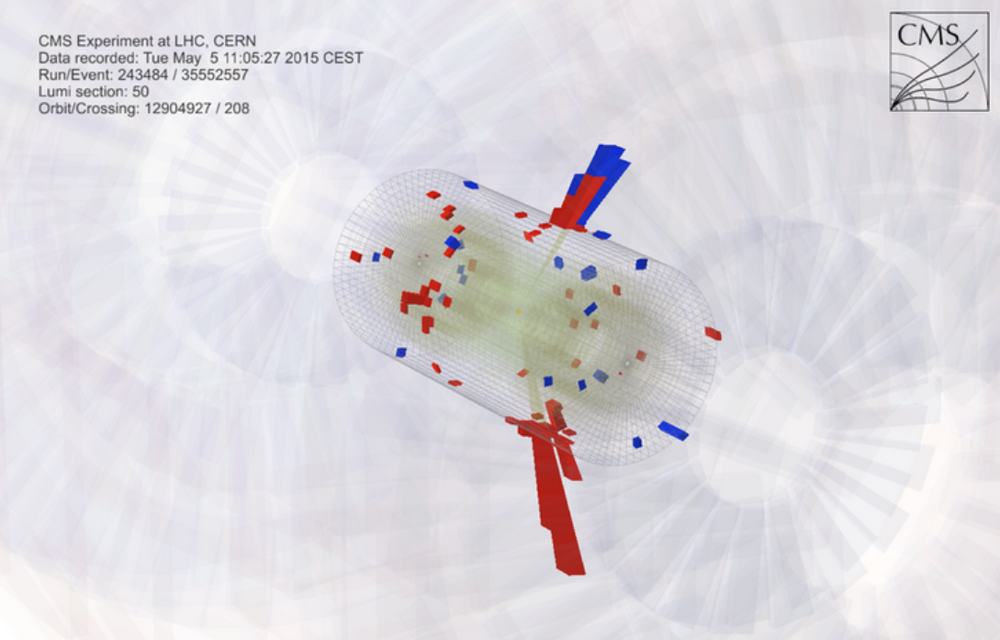 CMS Experiment at LHC, CERN
Data recorded: Tue May  5 11:05:27 2015 CEST
Run/Event: 243484 / 35552557
Lumi section: 50
Orbit/Crossing: 12904927 / 208
CMS